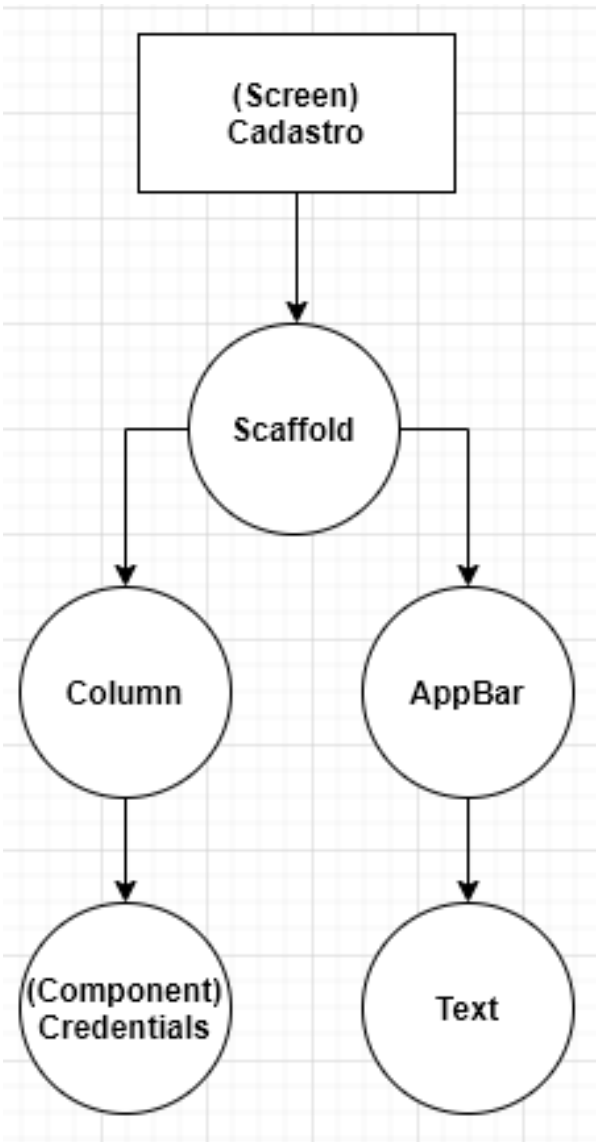 (Screen)
Cadastro
Scaffold
Column
AppBar
(Component)
Credentials
Text